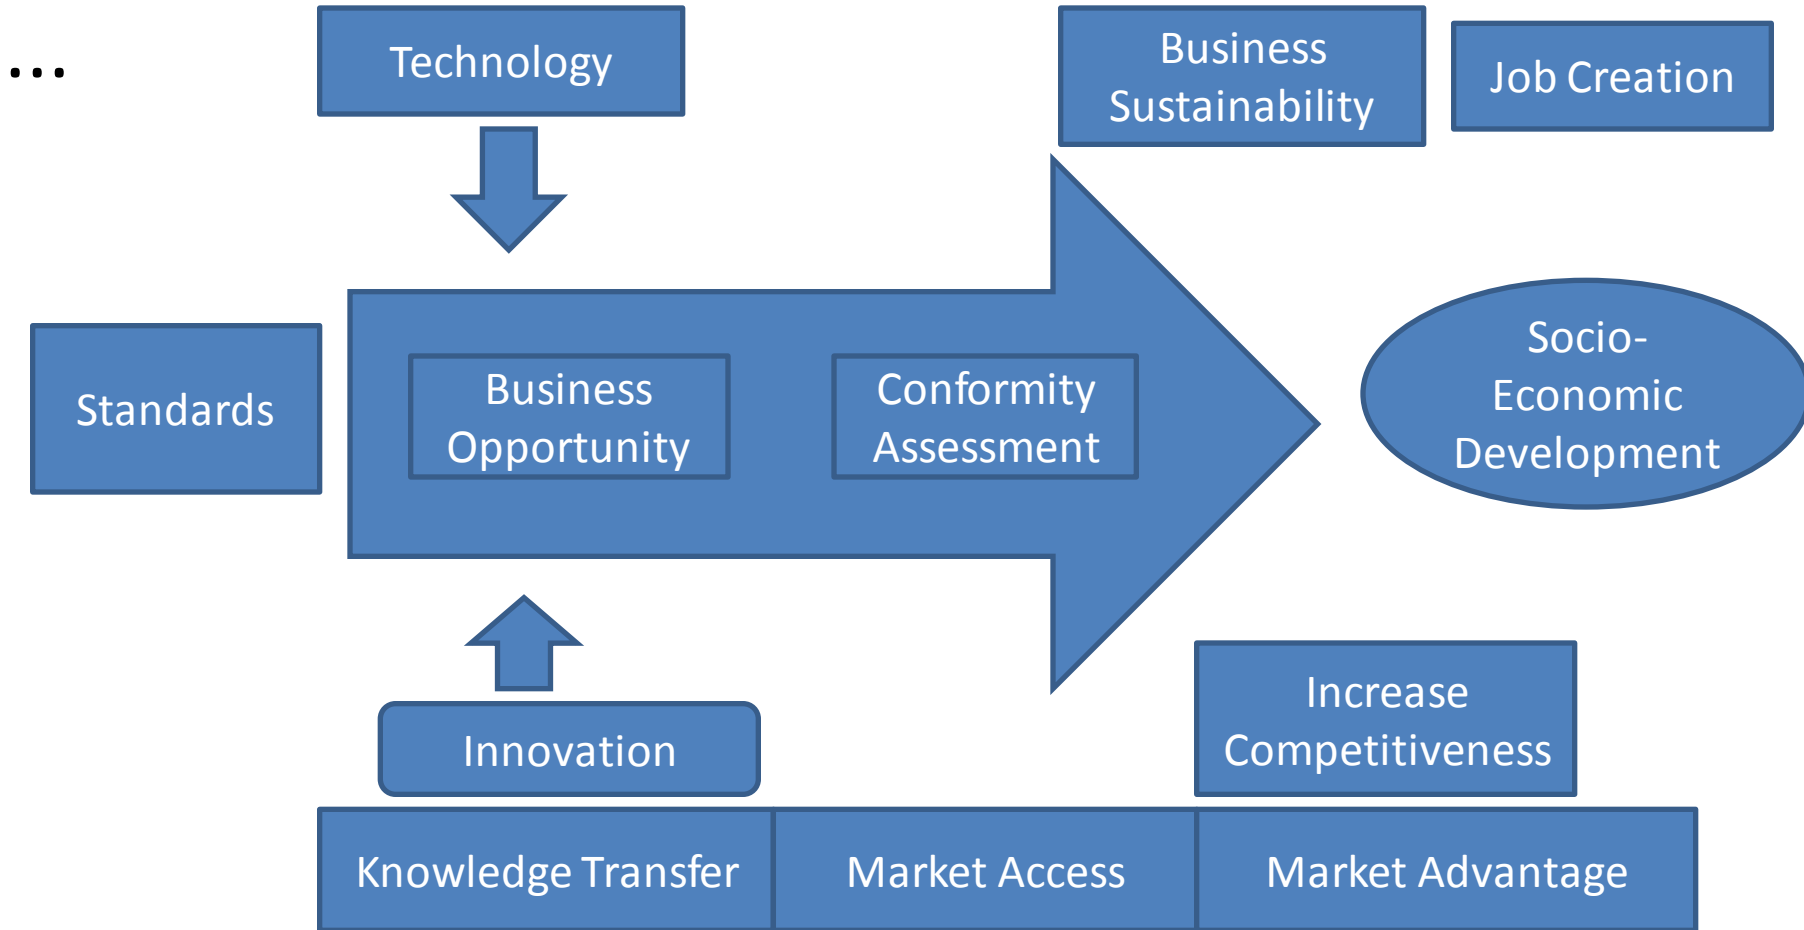 ...
Technology
Business
Sustainability
Job Creation
Standards
Business
Opportunity
Conformity
Assessment
Socio-
Economic
Development
Innovation
Increase
Competitiveness
Knowledge Transfer
Market Access
Market Advantage